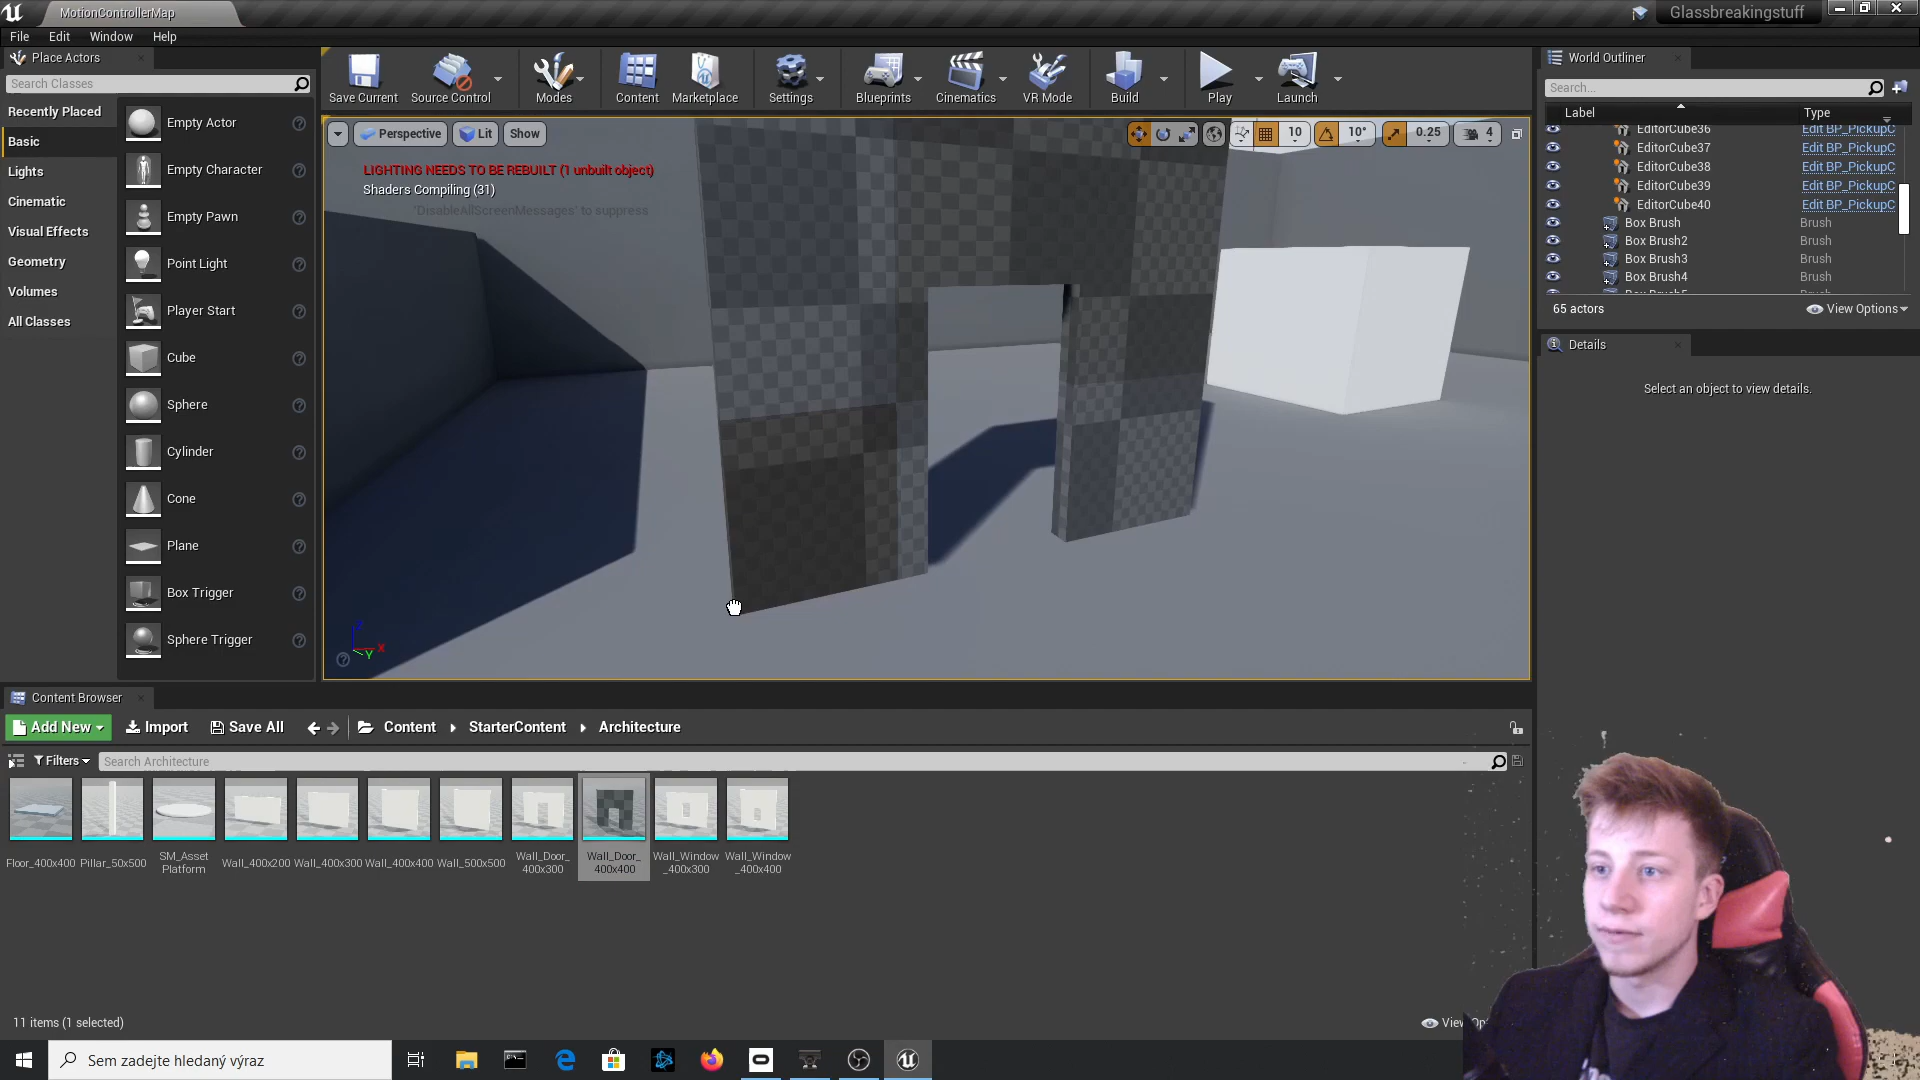 MotionControllerMap
Glassbreakingstuff
File Edit Window Help
Place Actors
Search Classes
Recently Placed
Basic
Lights
Cinematic
Visual Effects
Geometry
Volumes
All Classes
Empty Actor
Empty Character
Empty Pawn
Point Light
Player Start
Cube
Sphere
Cylinder
Cone
Plane
Box Trigger
Sphere Trigger
Save Current
Source Control
Modes
Content
Marketplace
Settings
Blueprints
Cinematics
VR Mode
Build
Play
Launch
Perspective
Lit
Show
10
10°
0.25
4
LIGHTING NEEDS TO BE REBUILT (1 unbuilt object)
Shaders Compiling (31)
'DisableAllScreenMessages' to suppress
Z
X
Y
World Outliner
Search...
Label Type
EditorCube36 Edit BP_PickupC
EditorCube37 Edit BP_PickupC
EditorCube38 Edit BP_PickupC
EditorCube39 Edit BP_PickupC
EditorCube40 Edit BP_PickupC
Box Brush Brush
Box Brush2 Brush
Box Brush3 Brush
Box Brush4 Brush
65 actors
View Options
Details
Select an object to view details.
Content Browser
Add New
Import
Save All
Content
StarterContent
Architecture
Filters
Search Architecture
Floor_400x400
Pillar_50x500
SM_Asset
Platform
Wall_400x200
Wall_400x300
Wall_400x400
Wall_500x500
Wall_Door_
400x300
Wall_Door_
400x400
Wall_Window
_400x300
Wall_Window
_400x400
11 items (1 selected)
Sem zadejte hledaný výraz